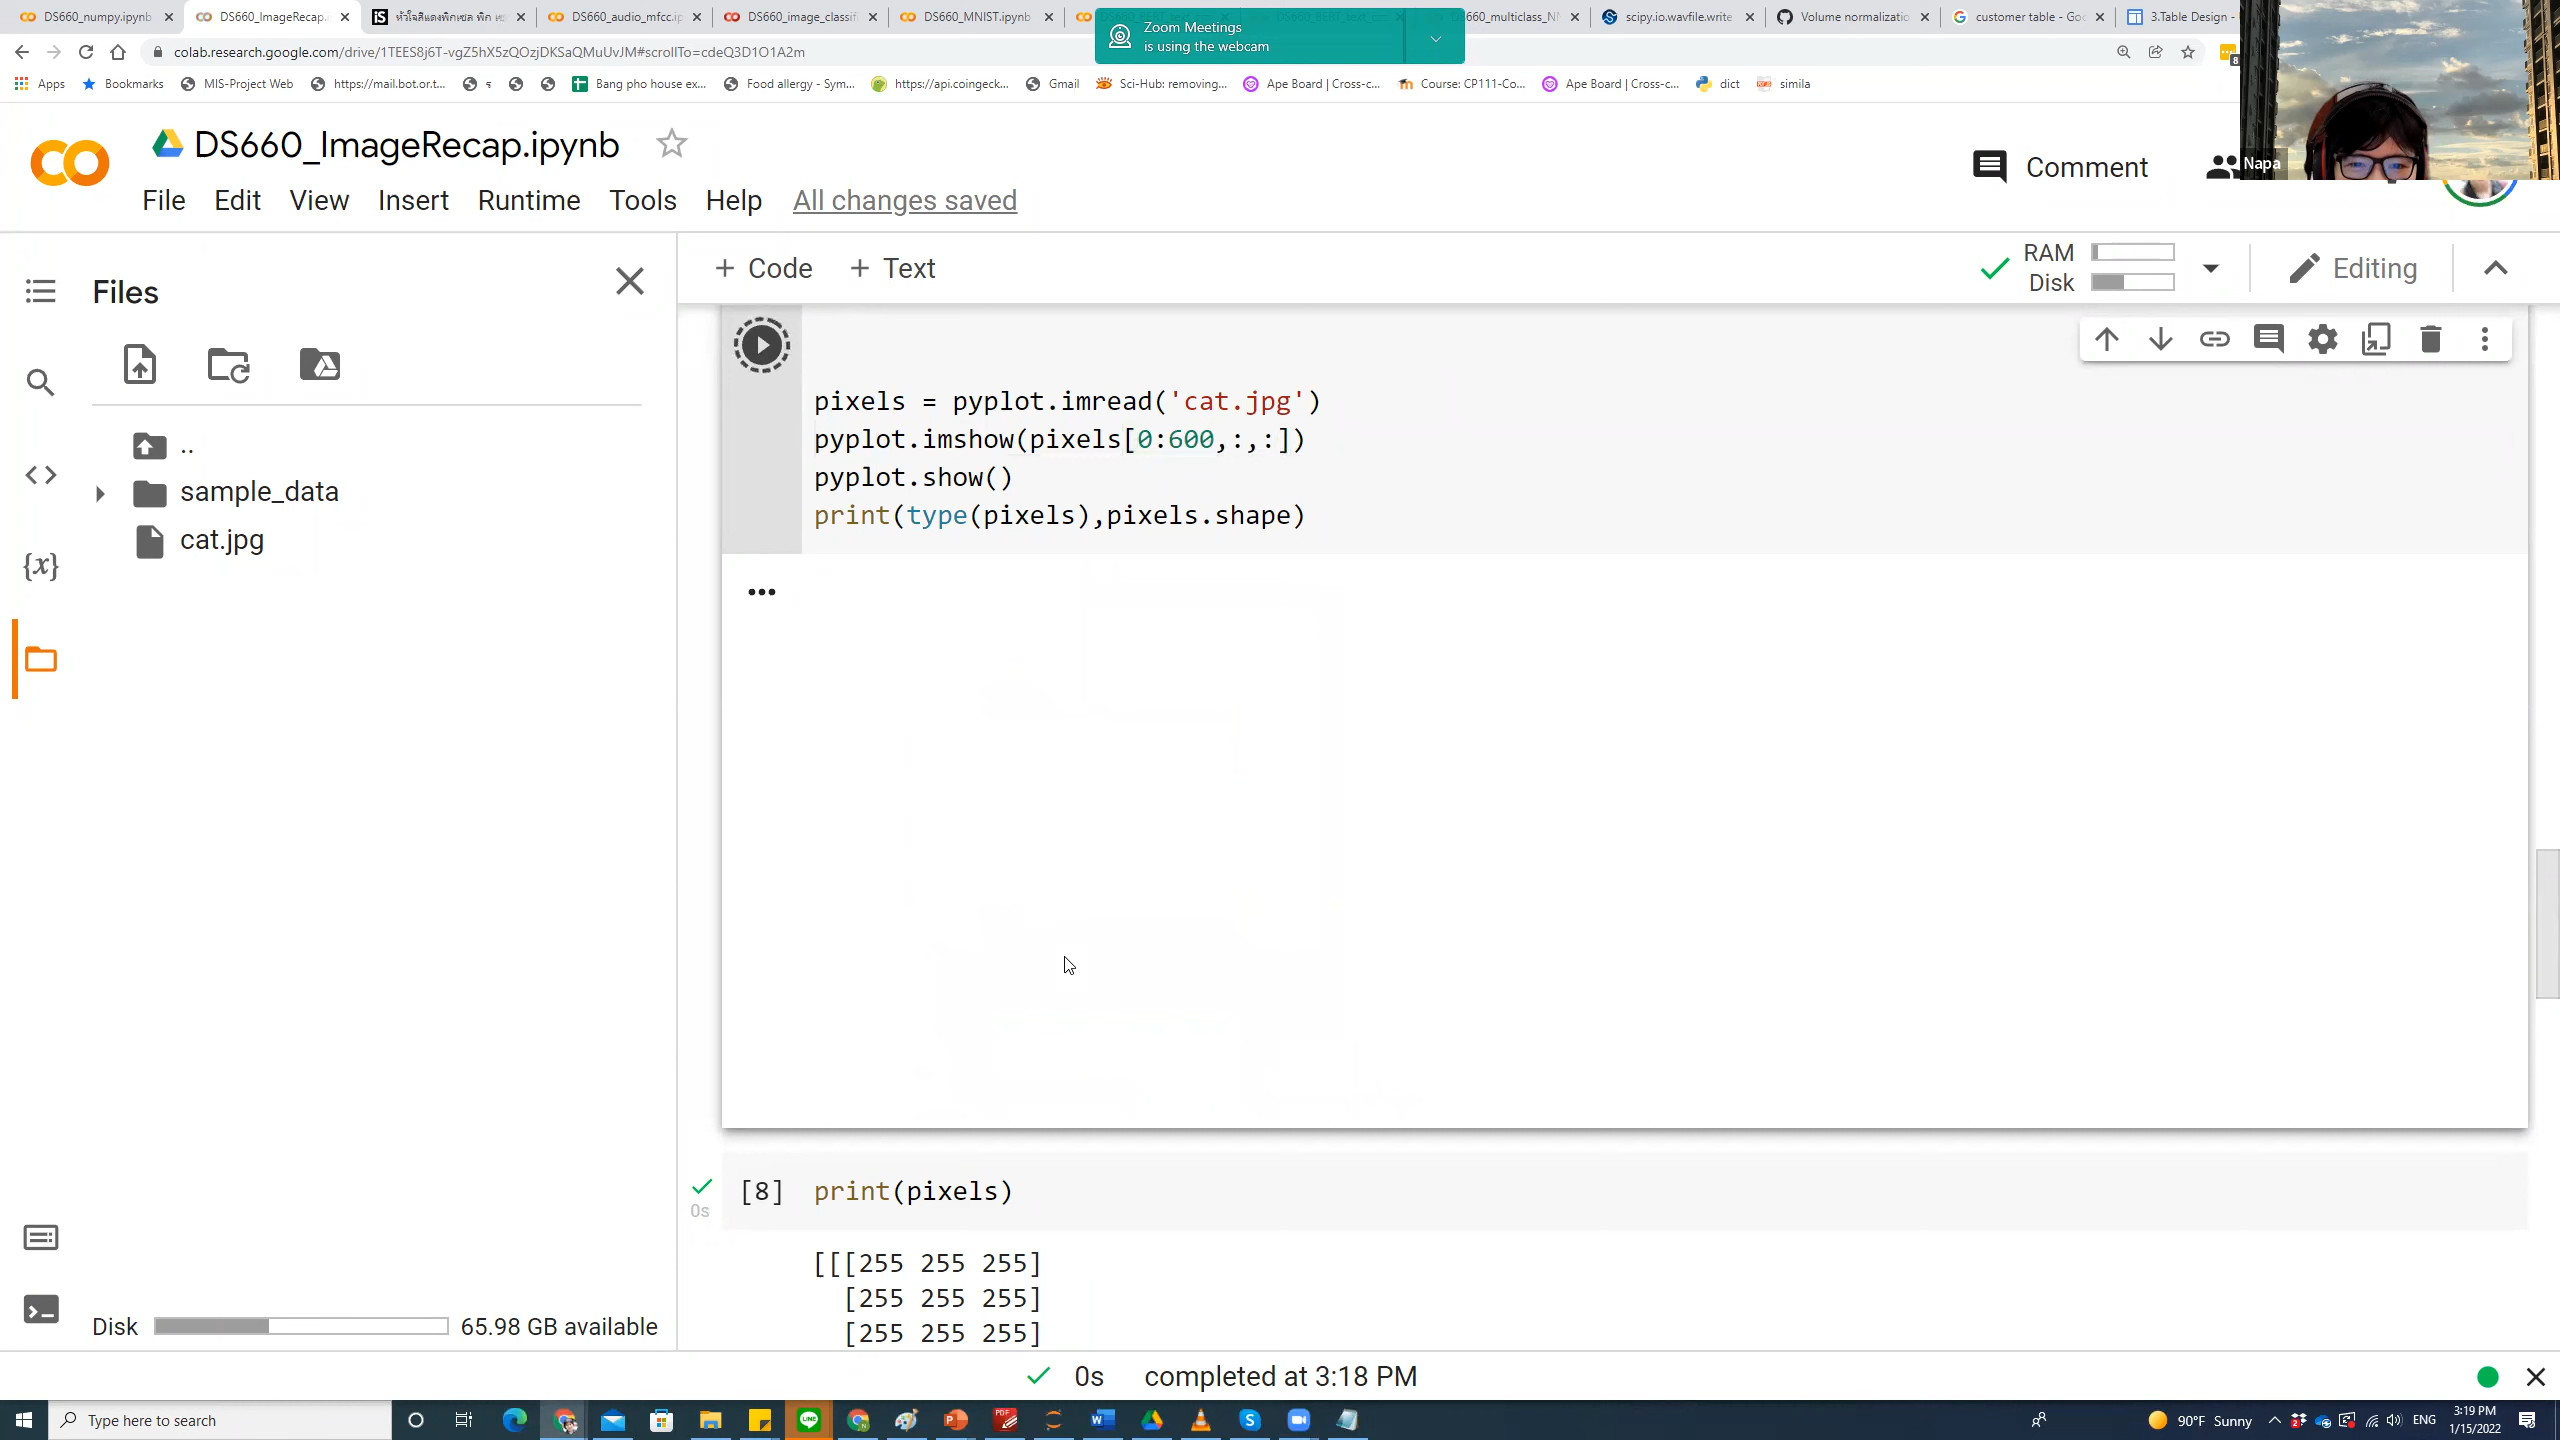 DS660_numpy.ipynb
DS660_ImageRecap.
DS660_audio_mfcc.ip
DS660_image_classif
DS660_MNIST.ipynb
DS660_multiclass_N
scipy.io.wavfile.write
Volume normalizatio
customer table - Goo
3.Table Design -
Zoom Meetings
is using the webcam
colab.research.google.com/drive/1TEES8j6T-vgZ5hX5zQOzjDKSaQMuUvJM#scrollTo=cdeQ3D1O1A2m
Apps
Bookmarks
MIS-Project Web
https://mail.bot.or.t...
ร
Bang pho house ex...
Food allergy - Sym...
https://api.coingeck...
Gmail
Sci-Hub: removing...
Ape Board | Cross-c...
Course: CP111-Co...
Ape Board | Cross-c...
dict
simila
8
DS660_ImageRecap.ipynb
Comment
Napa
File Edit View Insert Runtime Tools Help All changes saved
Files
+ Code + Text
RAM
Disk
Editing
..
sample_data
cat.jpg
{x}
pixels = pyplot.imread('cat.jpg')
pyplot.imshow(pixels[0:600,:,:])
pyplot.show()
print(type(pixels),pixels.shape)
[8] print(pixels)
0s
[[[255 255 255]
[255 255 255]
[255 255 255]
Disk 65.98 GB available
0s completed at 3:18 PM
Type here to search
90°F Sunny
ENG
3:19 PM
1/15/2022